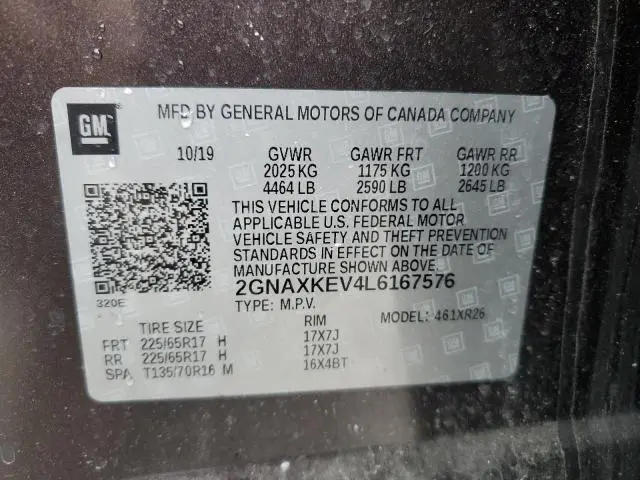 GM
MFD BY GENERAL MOTORS OF CANADA COMPANY
10/19 GVWR GAWR FRT GAWR RR
2025 KG 1175 KG 1200 KG
4464 LB 2590 LB 2645 LB
THIS VEHICLE CONFORMS TO ALL
APPLICABLE U.S. FEDERAL MOTOR
VEHICLE SAFETY AND THEFT PREVENTION
STANDARDS IN EFFECT ON THE DATE OF
MANUFACTURE SHOWN ABOVE.
2GNAXKEV4L6167576
320E
TYPE: M.P.V. MODEL: 461XR26
TIRE SIZE RIM
FRT 225/65R17 H 17X7J
RR 225/65R17 H 17X7J
SPA T135/70R16 M 16X4BT